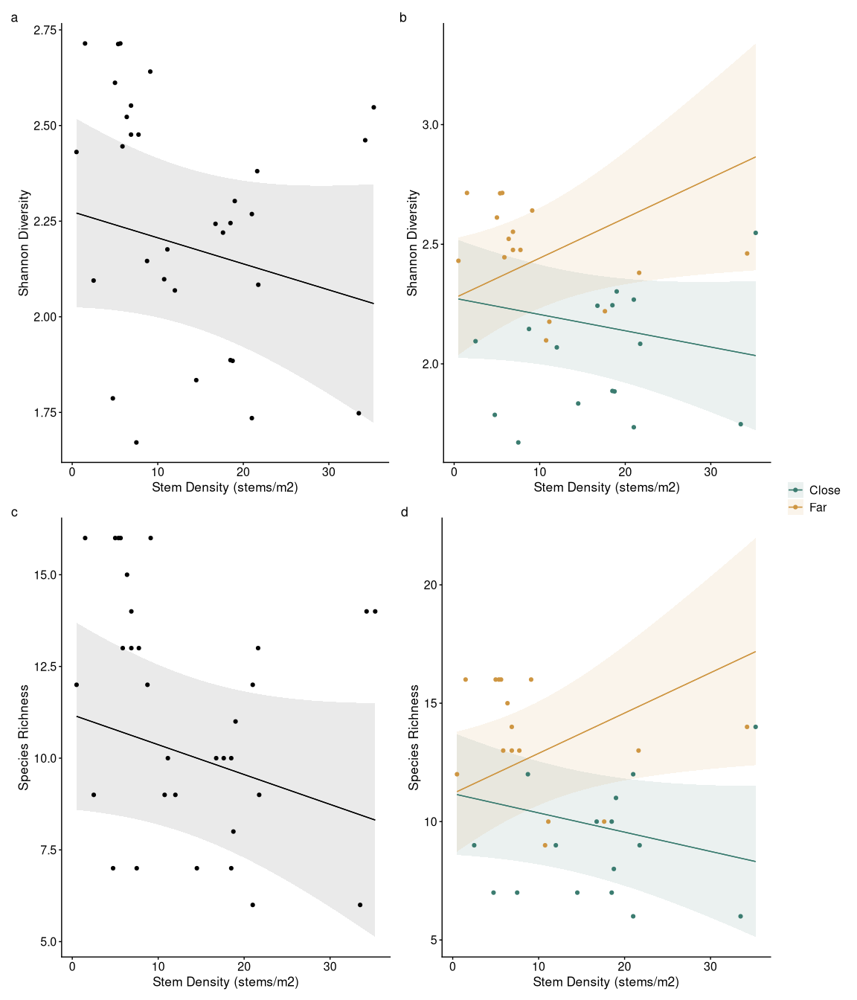 a
2.75
2.50
2.25
2.00
1.75
Shannon Diversity
0 10 20 30
Stem Density (stems/m2)
b
3.0
2.5
2.0
Shannon Diversity
0 10 20 30
Stem Density (stems/m2)
Close
Far
c
15.0
12.5
10.0
7.5
5.0
Species Richness
0 10 20 30
Stem Density (stems/m2)
d
20
15
10
5
Species Richness
0 10 20 30
Stem Density (stems/m2)